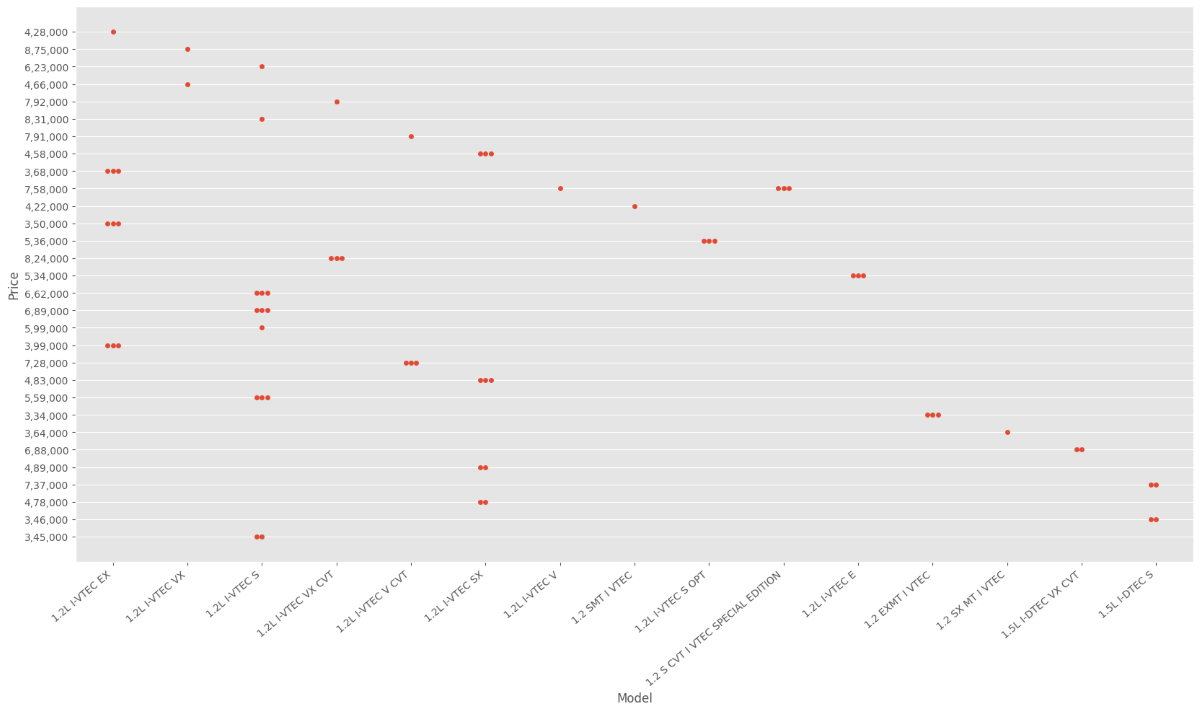 4,28,000
8,75,000
6,23,000
4,66,000
7,92,000
8,31,000
7,91,000
4,58,000
3,68,000
7,58,000
4,22,000
3,50,000
5,36,000
8,24,000
5,34,000
6,62,000
6,89,000
5,99,000
3,99,000
7,28,000
4,83,000
5,59,000
3,34,000
3,64,000
6,88,000
4,89,000
7,37,000
4,78,000
3,46,000
3,45,000
Price
1.2L I-VTEC EX
1.2L I-VTEC VX
1.2L I-VTEC S
1.2L I-VTEC VX CVT
1.2L I-VTEC V CVT
1.2L I-VTEC SX
1.2L I-VTEC V
1.2 SMT I VTEC
1.2L I-VTEC S OPT
1.2 S CVT I VTEC SPECIAL EDITION
1.2L I-VTEC E
1.2 EXMT I VTEC
1.2 SX MT I VTEC
1.5L I-DTEC VX CVT
1.5L I-DTEC S
Model